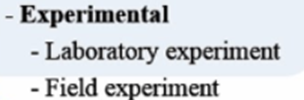 - Experimental
- Laboratory experiment
- Field experiment